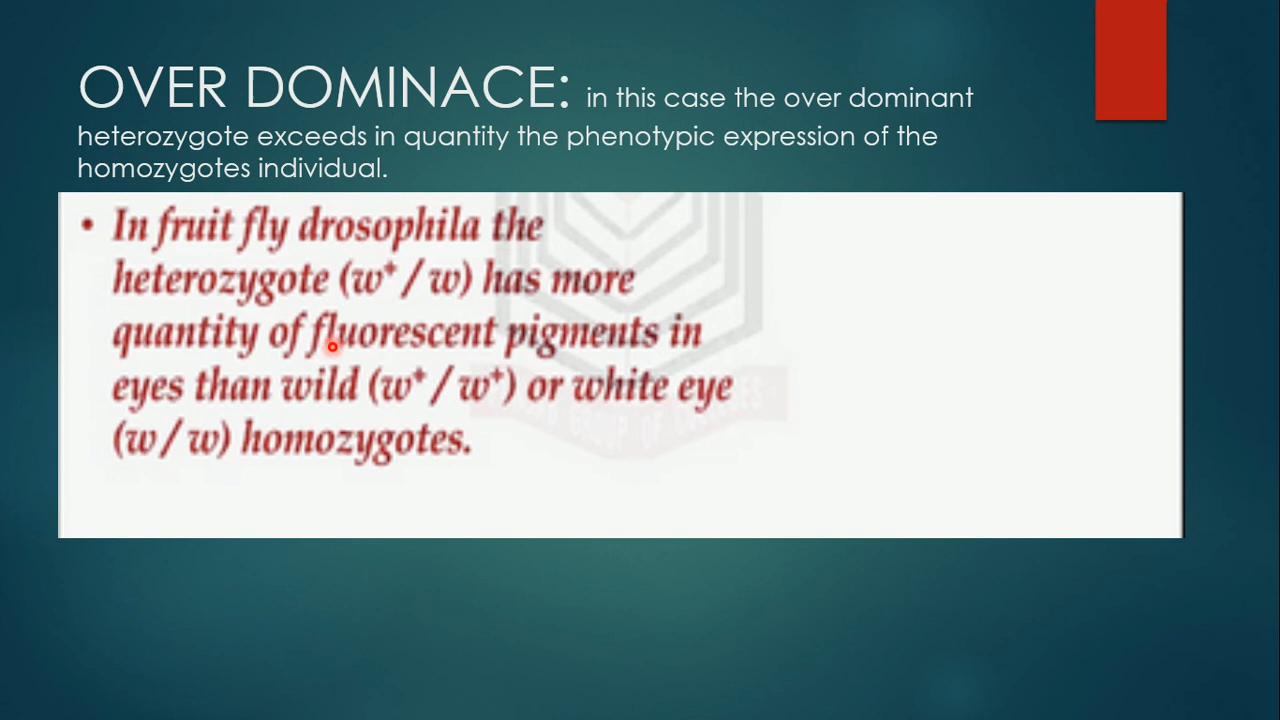 OVER DOMINACE: in this case the over dominant
heterozygote exceeds in quantity the phenotypic expression of the
homozygotes individual.
• In fruit fly drosophila the
heterozygote (w⁺/w) has more
quantity of fluorescent pigments in
eyes than wild (w⁺/w⁺) or white eye
(w/w) homozygotes.